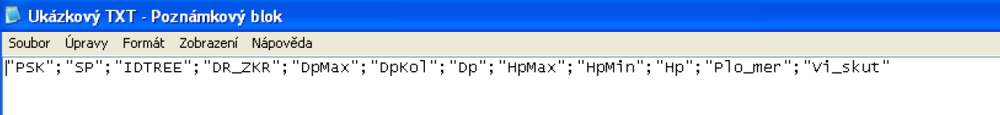 Ukázkový TXT - Poznámkový blok
Soubor Úpravy Formát Zobrazení Nápověda
"PSK";"SP";"IDTREE";"DR_ZKR";"DpMax";"DpKol";"Dp";"HpMax";"HpMin";"Hp";"Plo_mer";"Vi_skut"